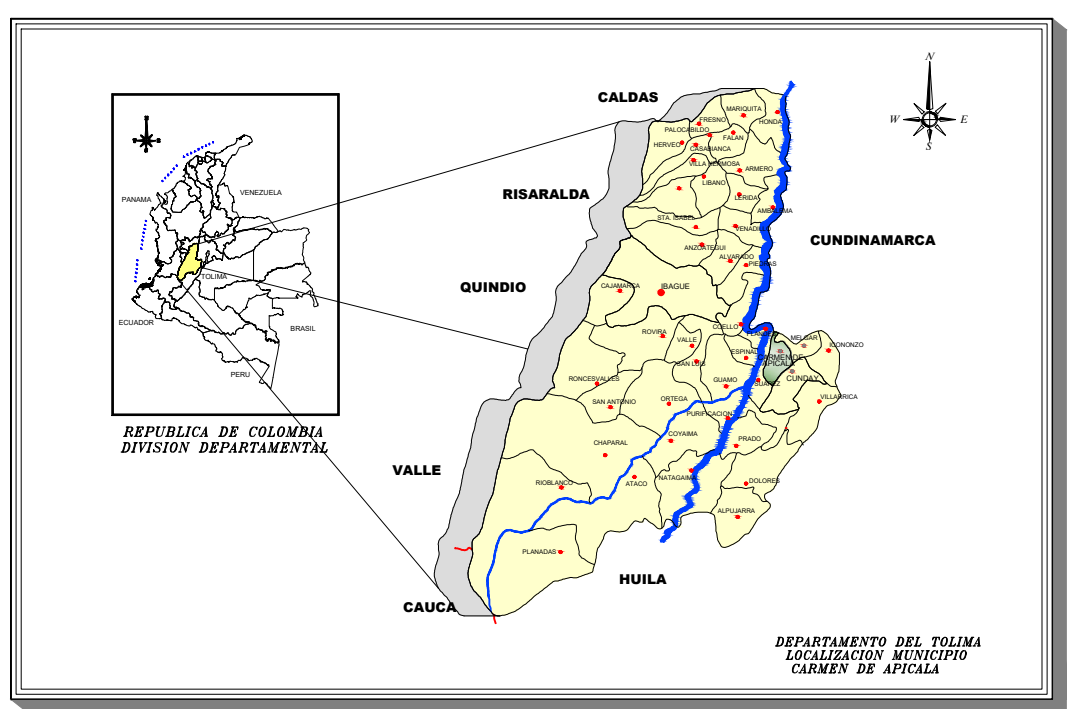 N
W E
S
PANAMA
VENEZUELA
TOLIMA
ECUADOR
BRASIL
PERU
REPUBLICA DE COLOMBIA
DIVISION DEPARTAMENTAL
CALDAS
RISARALDA
QUINDIO
VALLE
CAUCA
HUILA
CUNDINAMARCA
MARIQUITA
HONDA
FRESNO
PALOCABILDO
FALAN
HERVEO
CASABIANCA
VILLA HERMOSA
ARMERO
LIBANO
LERIDA
AMBALEMA
STA. ISABEL
VENADILLO
ANZOATEGUI
ALVARADO
PIEDRAS
CAJAMARCA
IBAGUE
COELLO
ROVIRA
VALLE
MELGAR
ICONONZO
ESPINAL
CARMEN DE
APICALA
SAN LUIS
CUNDAY
RONCESVALLES
GUAMO
SUAREZ
VILLARRICA
SAN ANTONIO
ORTEGA
PURIFICACION
COYAIMA
PRADO
CHAPARAL
RIOBLANCO
ATACO
NATAGAIMA
DOLORES
ALPUJARRA
PLANADAS
DEPARTAMENTO DEL TOLIMA
LOCALIZACION MUNICIPIO
CARMEN DE APICALA